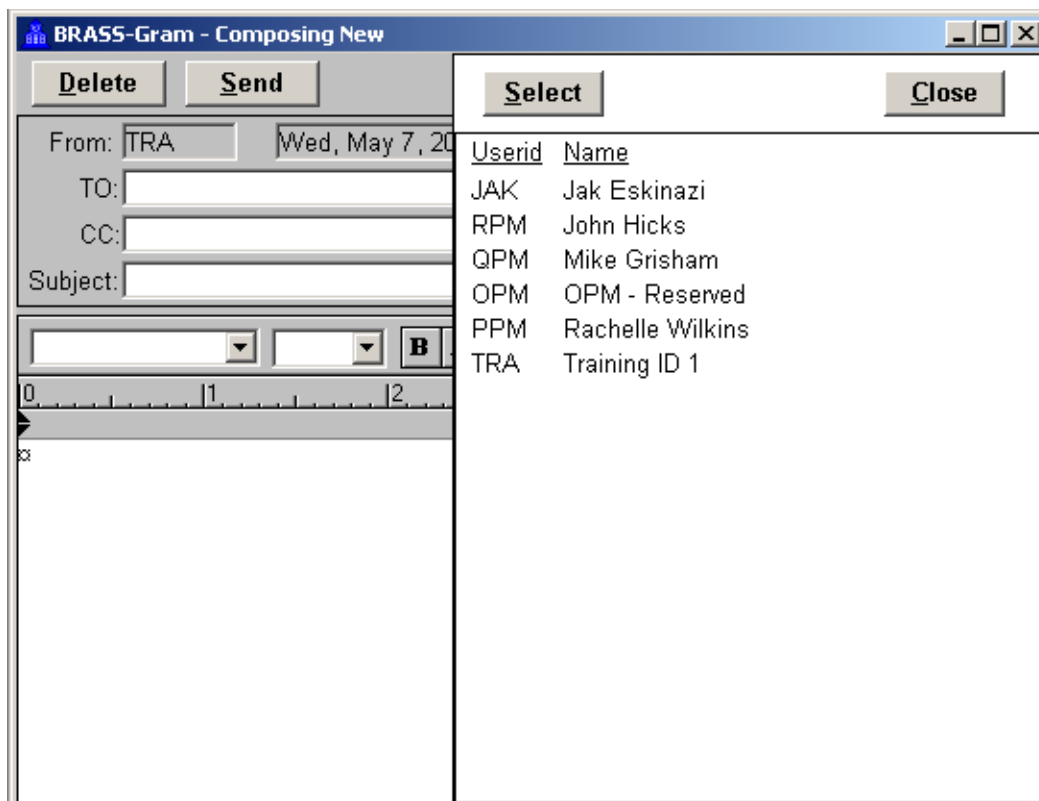 BRASS-Gram - Composing New
Delete Send
Select Close
From: TRA Wed, May 7, 20
TO:
CC:
Subject:
B
0 1 2
Userid Name
JAK Jak Eskinazi
RPM John Hicks
QPM Mike Grisham
OPM OPM - Reserved
PPM Rachelle Wilkins
TRA Training ID 1
¤